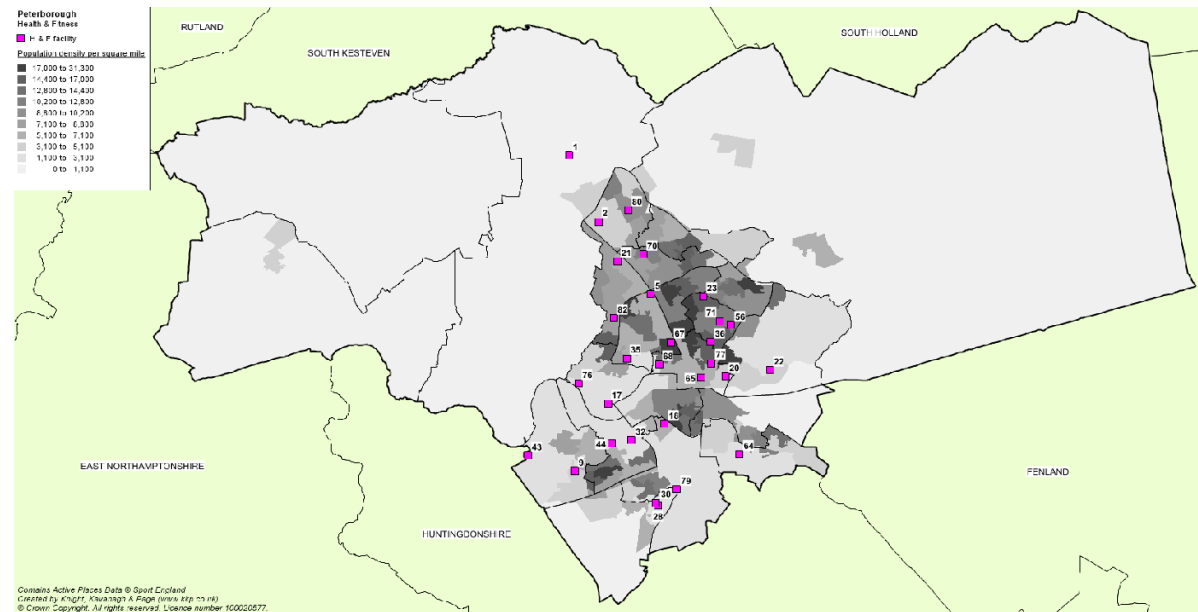 Peterborough
Health & Fitness
H & F facility
Population density per square mile
17,000 to 31,300
14,400 to 17,000
12,800 to 14,400
10,200 to 12,800
8,800 to 10,200
7,100 to 8,800
5,100 to 7,100
3,100 to 5,100
1,100 to 3,100
0 to 1,100
RUTLAND
SOUTH KESTEVEN
SOUTH HOLLAND
1
80
2
70
21
5
23
82
71
56
67
36
35
68
77
22
65
20
76
17
18
32
44
43
64
9
79
30
28
EAST NORTHAMPTONSHIRE
FENLAND
HUNTINGDONSHIRE
Contains Active Places Data © Sport England
Created by Knight, Kavanagh & Page (www.kkp.co.uk)
© Crown Copyright. All rights reserved. Licence number 100020577.